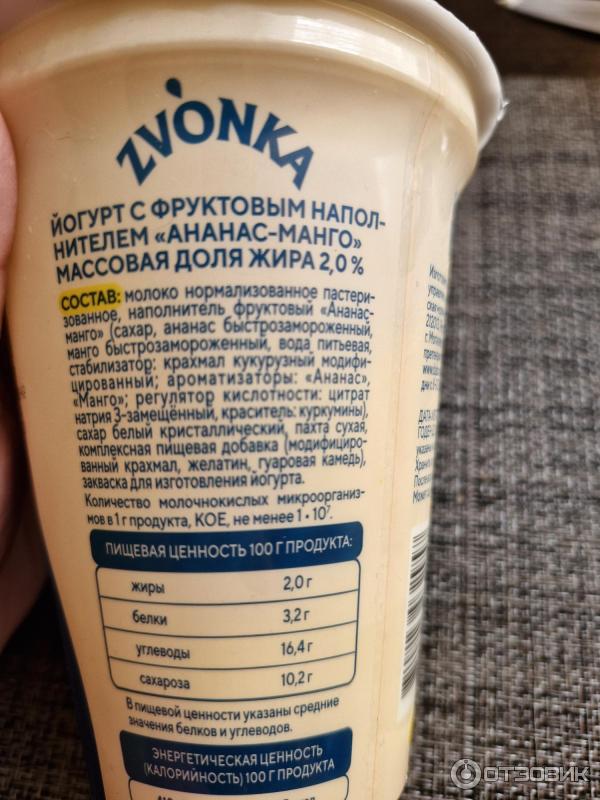 ZVONKA
ЙОГУРТ С ФРУКТОВЫМ НАПОЛ-
НИТЕЛЕМ «АНАНАС-МАНГО»
МАССОВАЯ ДОЛЯ ЖИРА 2,0 %
СОСТАВ: молоко нормализованное пастери-
зованное, наполнитель фруктовый «Ананас-
манго» (сахар, ананас быстрозамороженный,
манго быстрозамороженный, вода питьевая,
стабилизатор: крахмал кукурузный модифи-
цированный; ароматизаторы: «Ананас»,
«Манго»; регулятор кислотности: цитрат
натрия 3-замещённый, краситель: куркумины),
сахар белый кристаллический, пахта сухая,
комплексная пищевая добавка (модифициро-
ванный крахмал, желатин, гуаровая камедь),
закваска для изготовления йогурта.
Количество молочнокислых микроорганиз-
мов в 1 г продукта, КОЕ, не менее 1 • 10⁷.
ПИЩЕВАЯ ЦЕННОСТЬ 100 Г ПРОДУКТА:
жиры 2,0 г
белки 3,2 г
углеводы 16,4 г
сахароза 10,2 г
В пищевой ценности указаны средние
значения белков и углеводов.
ЭНЕРГЕТИЧЕСКАЯ ЦЕННОСТЬ
(КАЛОРИЙНОСТЬ) 100 Г ПРОДУКТА
ОТЗОВИК